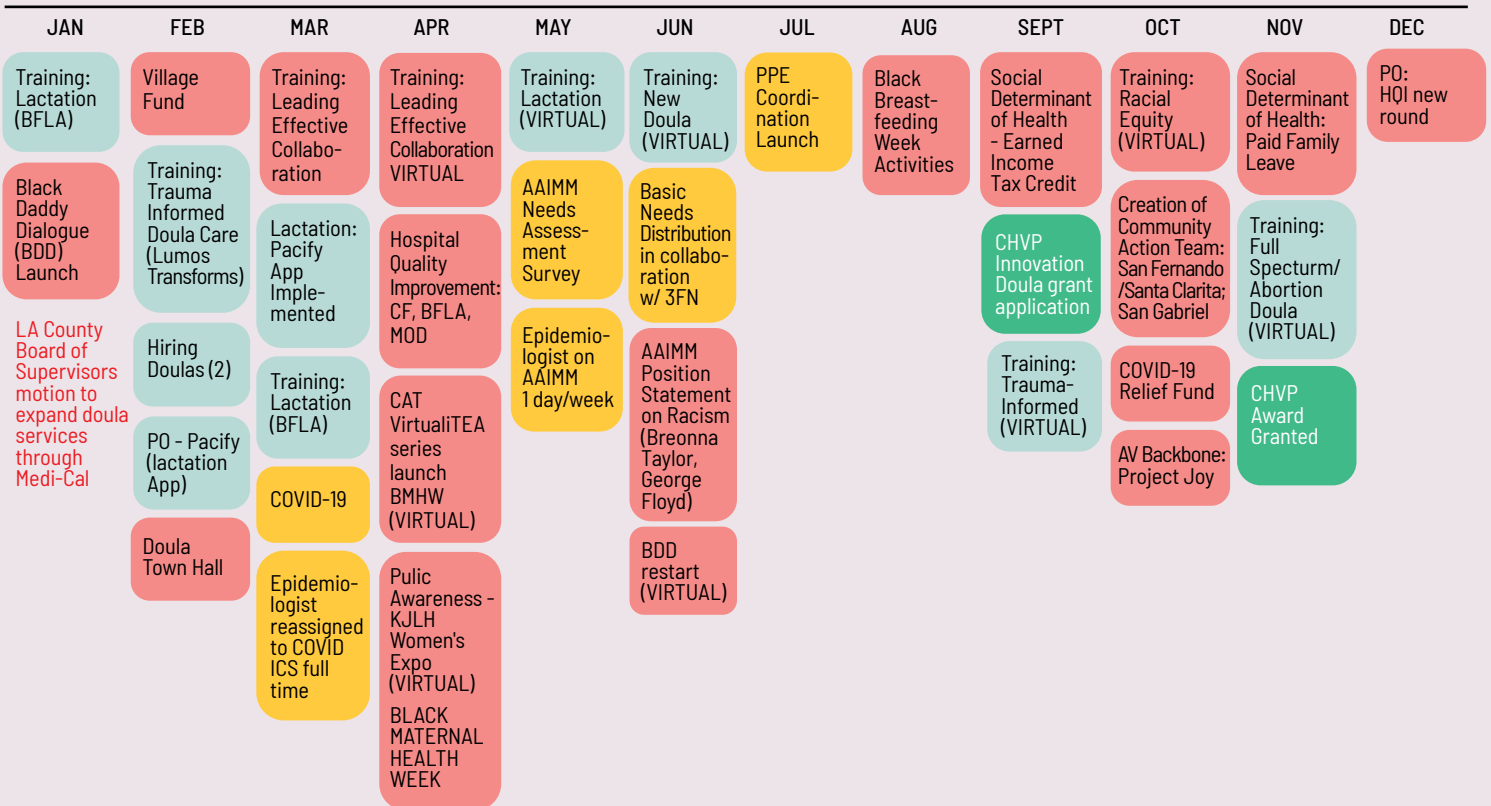 JAN
FEB
MAR
APR
MAY
JUN
JUL
AUG
SEPT
OCT
NOV
DEC
Training:
Lactation
(BFLA)
Black
Daddy
Dialogue
(BDD)
Launch
LA County
Board of
Supervisors
motion to
expand doula
services
through
Medi-Cal
Village
Fund
Training:
Trauma
Informed
Doula Care
(Lumos
Transforms)
Hiring
Doulas (2)
PO - Pacify
(lactation
App)
Doula
Town Hall
Training:
Leading
Effective
Collabo-
ration
Lactation:
Pacify
App
Imple-
mented
Training:
Lactation
(BFLA)
COVID-19
Epidemio-
logist
reassigned
to COVID
ICS full
time
Training:
Leading
Effective
Collaboration
VIRTUAL
Hospital
Quality
Improvement:
CF, BFLA,
MOD
CAT
VirtualiTEA
series
launch
BMHW
(VIRTUAL)
Pulic
Awareness -
KJLH
Women's
Expo
(VIRTUAL)
BLACK
MATERNAL
HEALTH
WEEK
Training:
Lactation
(VIRTUAL)
AAIMM
Needs
Assess-
ment
Survey
Epidemio-
logist on
AAIMM
1 day/week
Training:
New
Doula
(VIRTUAL)
Basic
Needs
Distribution
in collabo-
ration
w/ 3FN
AAIMM
Position
Statement
on Racism
(Breonna
Taylor,
George
Floyd)
BDD
restart
(VIRTUAL)
PPE
Coordi-
nation
Launch
Black
Breast-
feeding
Week
Activities
Social
Determinant
of Health
- Earned
Income
Tax Credit
CHVP
Innovation
Doula grant
application
Training:
Trauma-
Informed
(VIRTUAL)
Training:
Racial
Equity
(VIRTUAL)
Creation of
Community
Action Team:
San Fernando
/Santa Clarita;
San Gabriel
COVID-19
Relief Fund
AV Backbone:
Project Joy
Social
Determinant
of Health:
Paid Family
Leave
Training:
Full
Specturm/
Abortion
Doula
(VIRTUAL)
CHVP
Award
Granted
PO:
HQI new
round